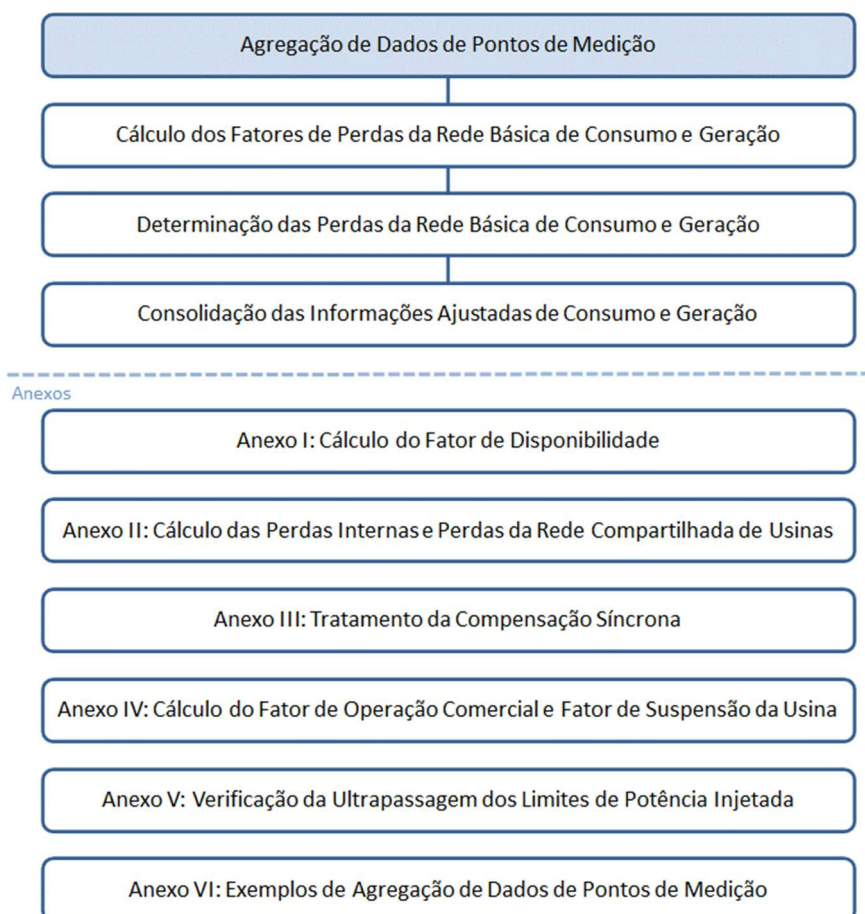 Agregação de Dados de Pontos de Medição
Cálculo dos Fatores de Perdas da Rede Básica de Consumo e Geração
Determinação das Perdas da Rede Básica de Consumo e Geração
Consolidação das Informações Ajustadas de Consumo e Geração
Anexos
Anexo I: Cálculo do Fator de Disponibilidade
Anexo II: Cálculo das Perdas Internas e Perdas da Rede Compartilhada de Usinas
Anexo III: Tratamento da Compensação Síncrona
Anexo IV: Cálculo do Fator de Operação Comercial e Fator de Suspensão da Usina
Anexo V: Verificação da Ultrapassagem dos Limites de Potência Injetada
Anexo VI: Exemplos de Agregação de Dados de Pontos de Medição